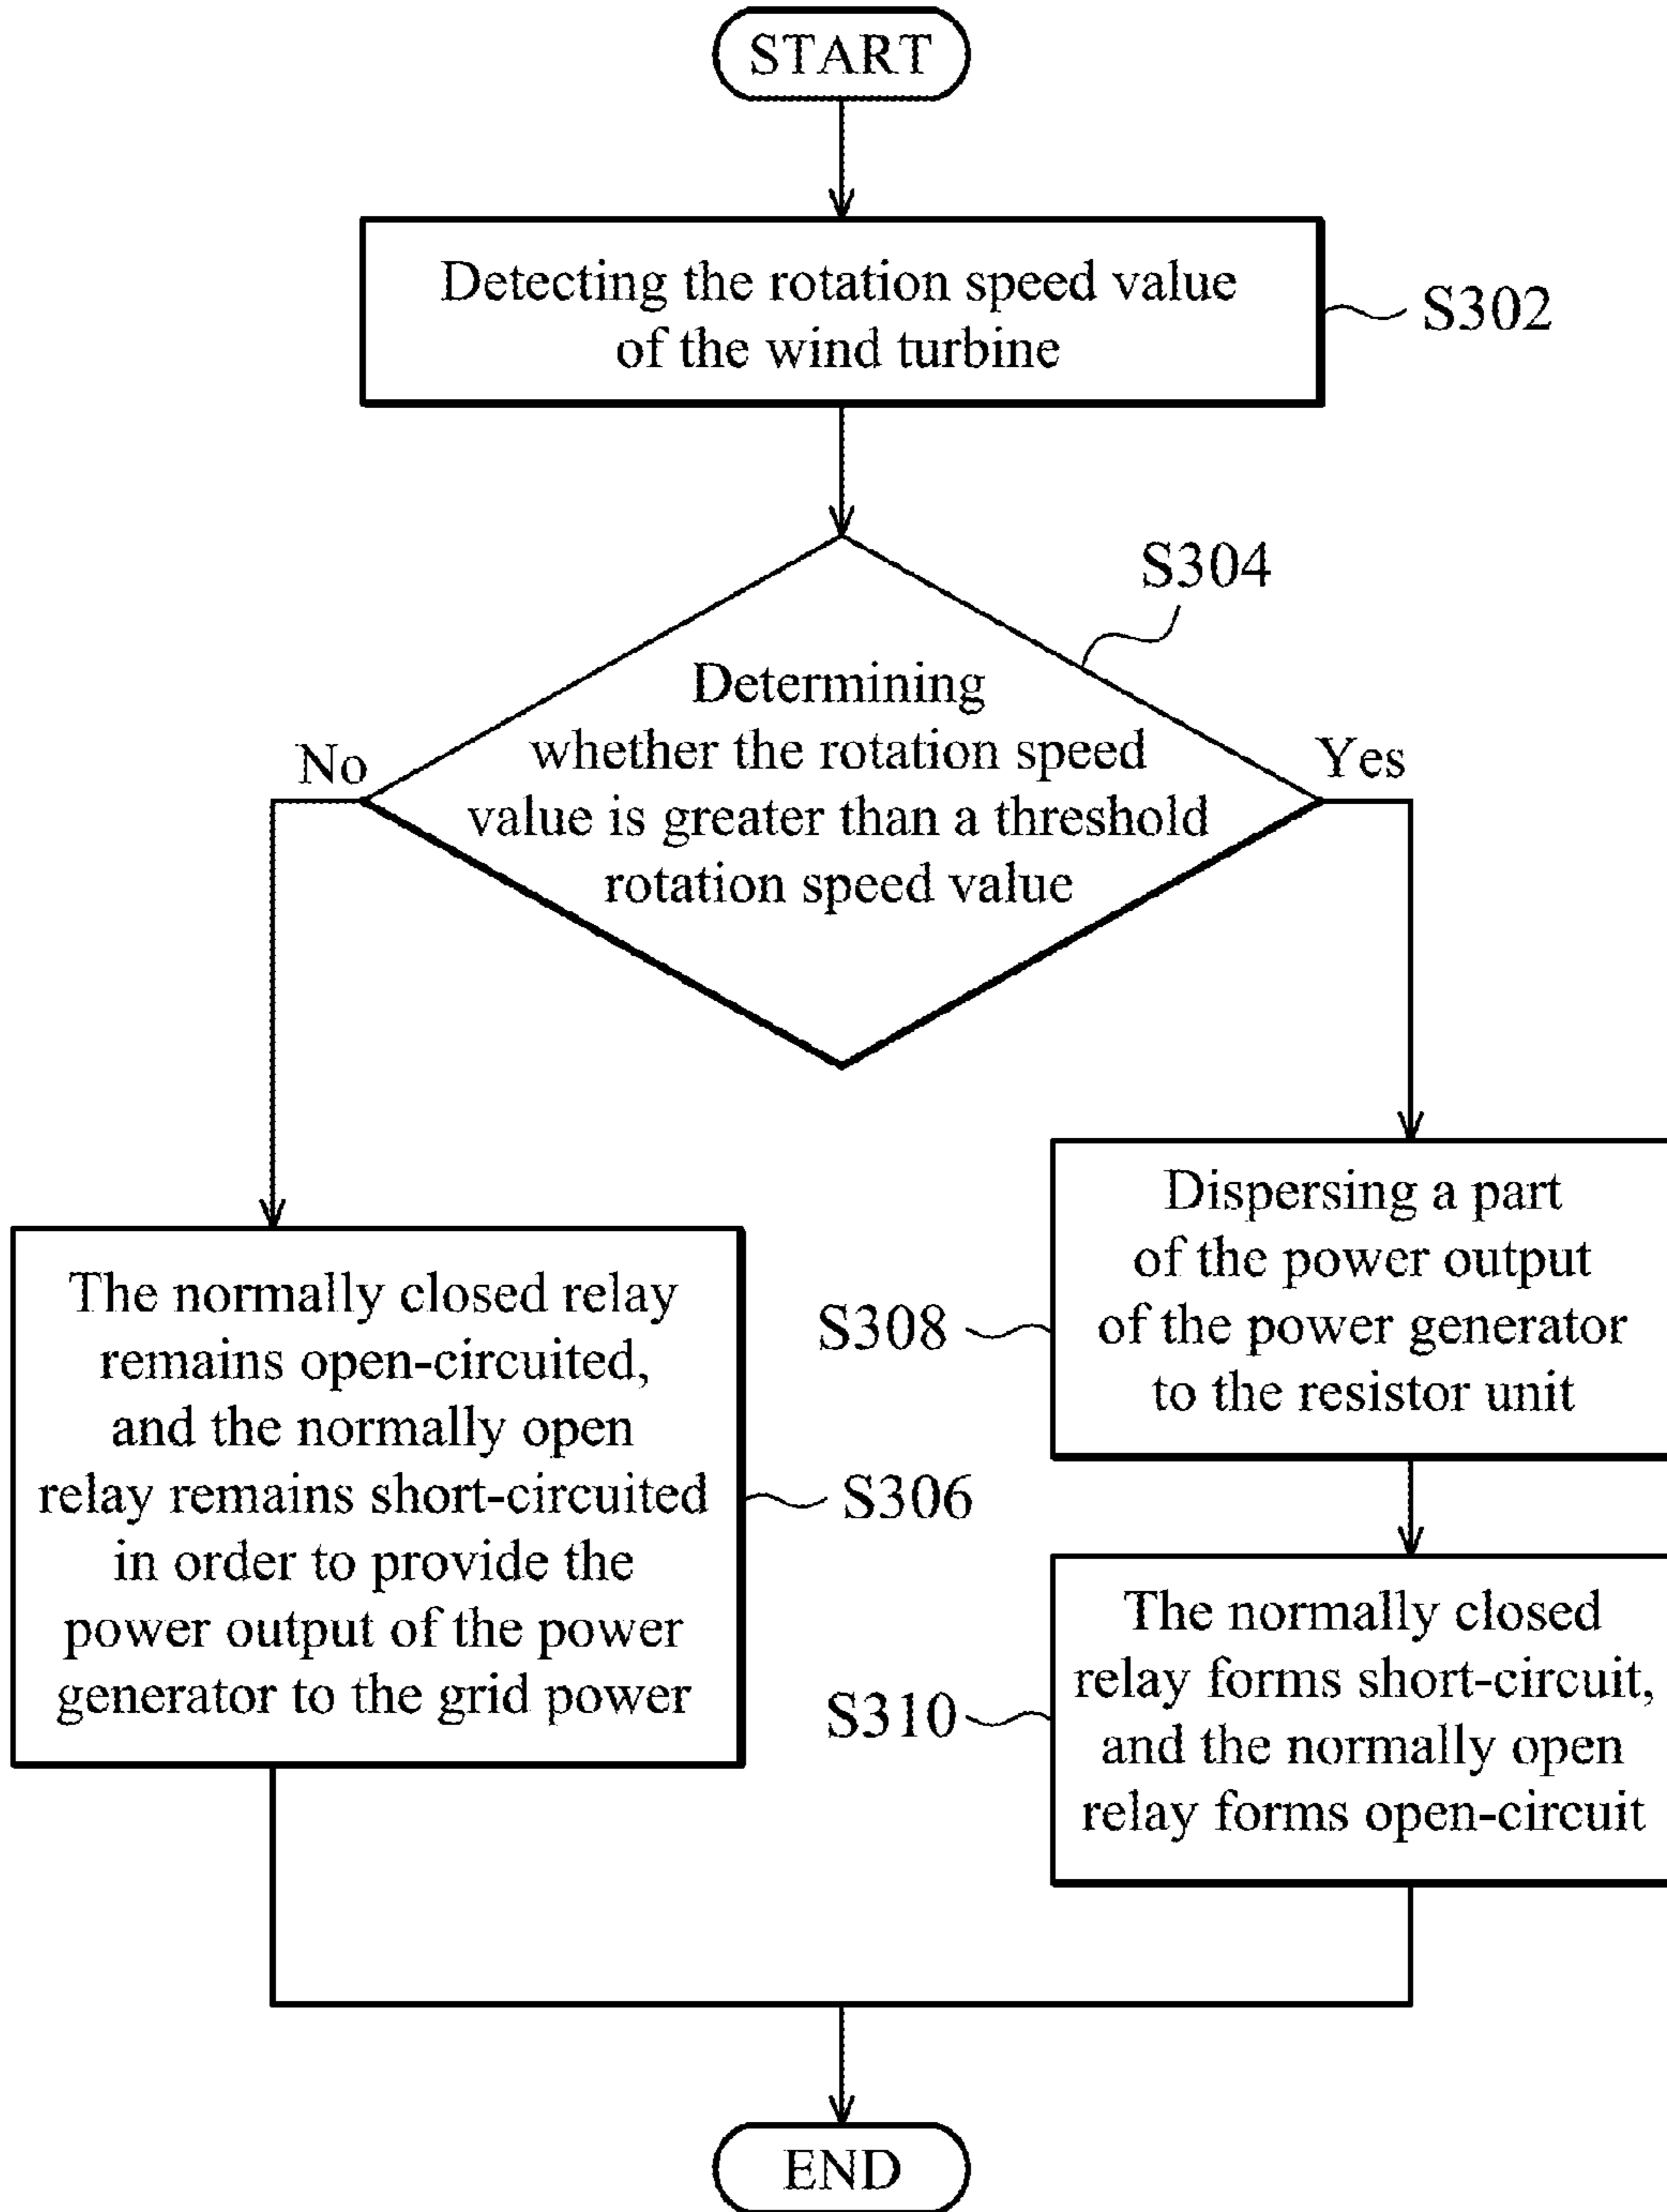 START
Detecting the rotation speed value
of the wind turbine
S302
S304
Determining
whether the rotation speed
value is greater than a threshold
rotation speed value
No
Yes
The normally closed relay
remains open-circuited,
and the normally open
relay remains short-circuited
in order to provide the
power output of the power
generator to the grid power
S306
Dispersing a part
of the power output
of the power generator
to the resistor unit
S308
The normally closed
relay forms short-circuit,
and the normally open
relay forms open-circuit
S310
END